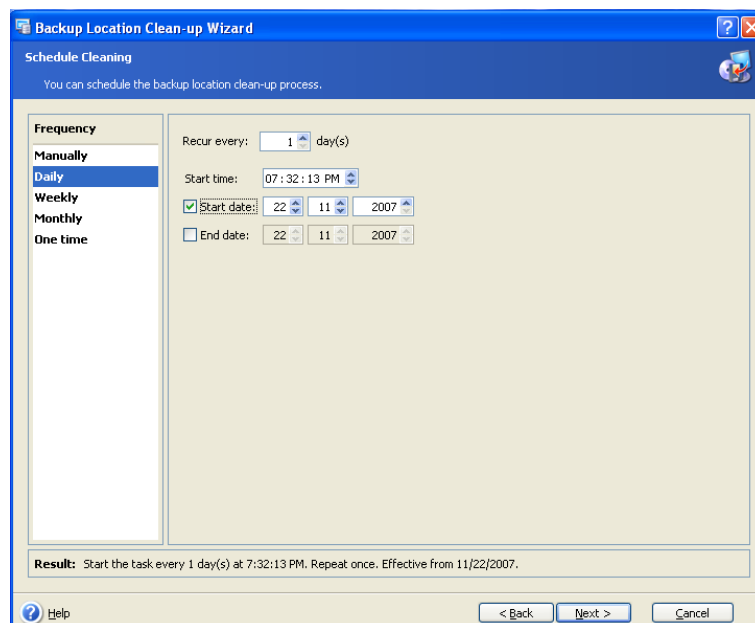 Backup Location Clean-up Wizard
Schedule Cleaning
You can schedule the backup location clean-up process.
Frequency
Manually
Daily
Weekly
Monthly
One time
Recur every: 1 day(s)
Start time: 07:32:13 PM
Start date: 22 11 2007
End date: 22 11 2007
Result: Start the task every 1 day(s) at 7:32:13 PM. Repeat once. Effective from 11/22/2007.
Help
< Back Next > Cancel